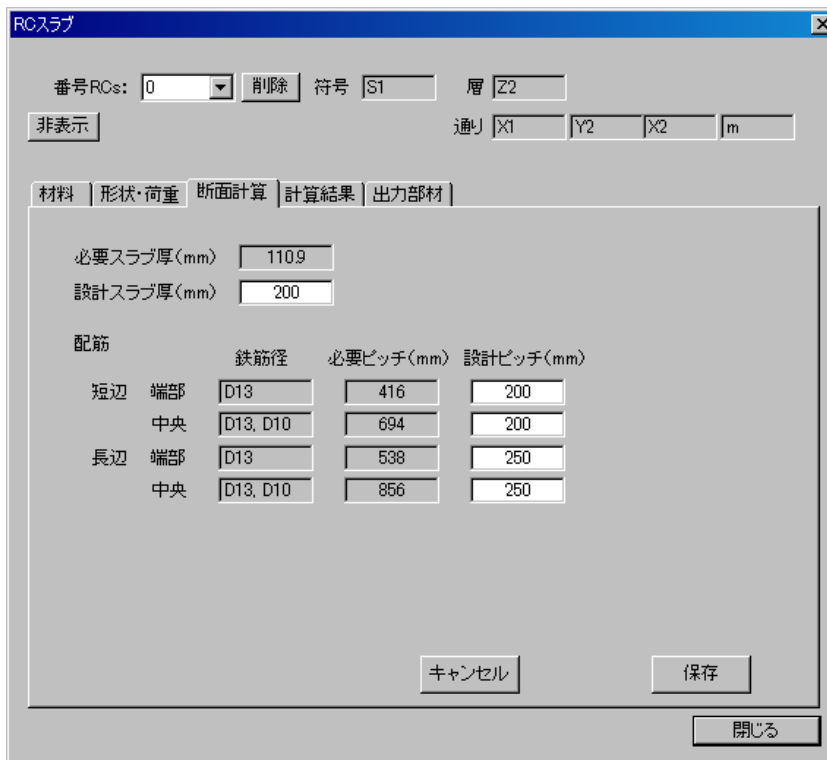 RCスラブ
番号RCs: 0 削除 符号 S1 層 Z2
非表示 通り X1 Y2 X2 m
材料 形状・荷重 断面計算 計算結果 出力部材
必要スラブ厚(mm) 110.9
設計スラブ厚(mm) 200
配筋
鉄筋径 必要ピッチ(mm) 設計ピッチ(mm)
短辺 端部 D13 416 200
中央 D13, D10 694 200
長辺 端部 D13 538 250
中央 D13, D10 856 250
キャンセル 保存
閉じる